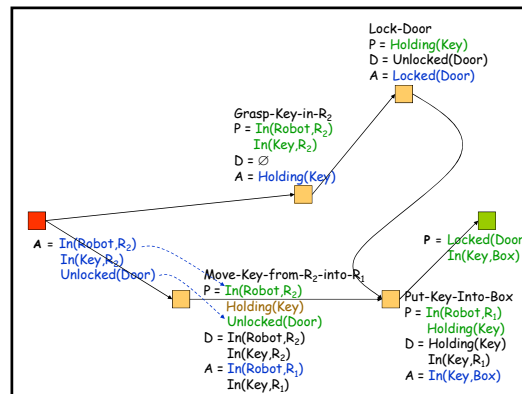 Lock-Door
P = Holding(Key)
D = Unlocked(Door)
A = Locked(Door)
Grasp-Key-in-R₂
P = In(Robot,R₂)
In(Key,R₂)
D = ∅
A = Holding(Key)
A = In(Robot,R₂)
In(Key,R₂)
Unlocked(Door)
P = Locked(Door
In(Key,Box)
Move-Key-from-R₂-into-R₁
P = In(Robot,R₂)
Holding(Key)
Unlocked(Door)
D = In(Robot,R₂)
In(Key,R₂)
A = In(Robot,R₁)
In(Key,R₁)
Put-Key-Into-Box
P = In(Robot,R₁)
Holding(Key)
D = Holding(Key)
In(Key,R₁)
A = In(Key,Box)